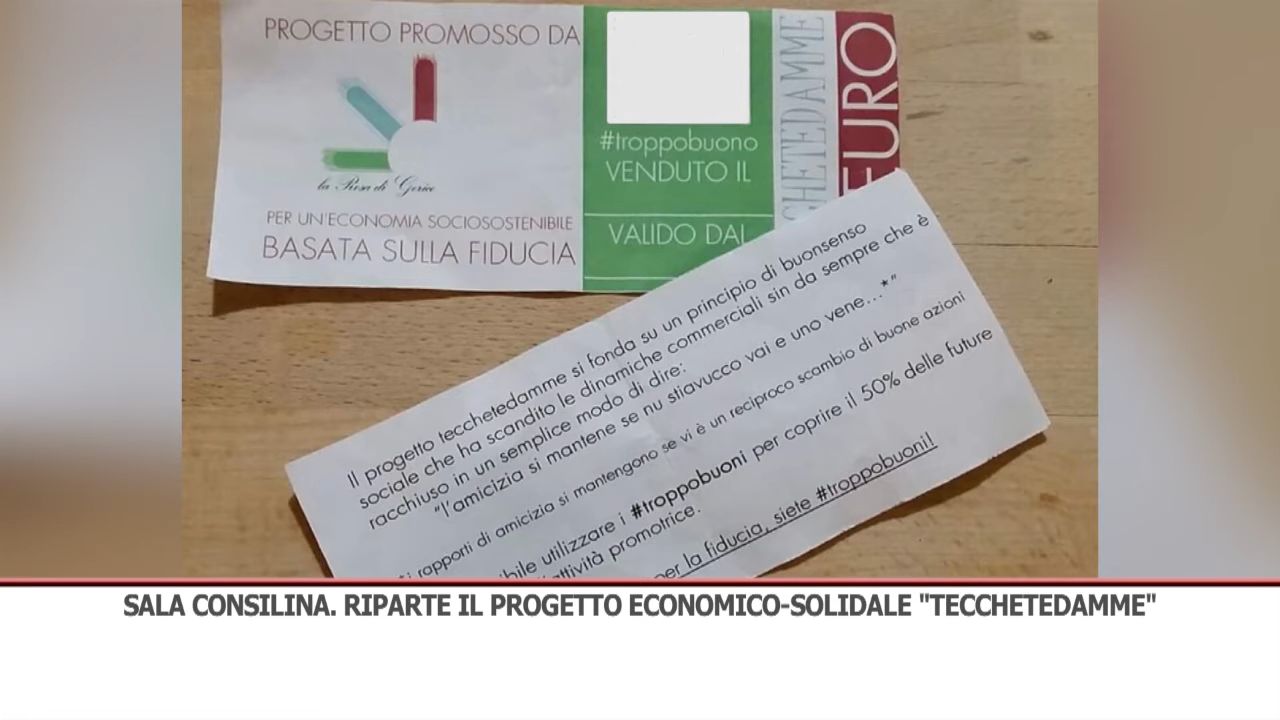 PROGETTO PROMOSSO DA
la Rosa di Gerico
PER UN'ECONOMIA SOCIOSOSTENIBILE
BASATA SULLA FIDUCIA
#troppobuono
VENDUTO IL
VALIDO DAL
CHETEDAMME
EURO
Il progetto tecchetedamme si fonda su un principio di buonsenso
sociale che ha scandito le dinamiche commerciali sin da sempre che è
racchiuso in un semplice modo di dire:
"l'amicizia si mantene se nu stiavucco vai e uno vene...*"
rapporti di amicizia si mantengono se vi è un reciproco scambio di buone azioni
utilizzare i #troppobuoni per coprire il 50% delle future
attività promotrice.
per la fiducia, siete #troppobuoni!
SALA CONSILINA. RIPARTE IL PROGETTO ECONOMICO-SOLIDALE "TECCHETEDAMME"